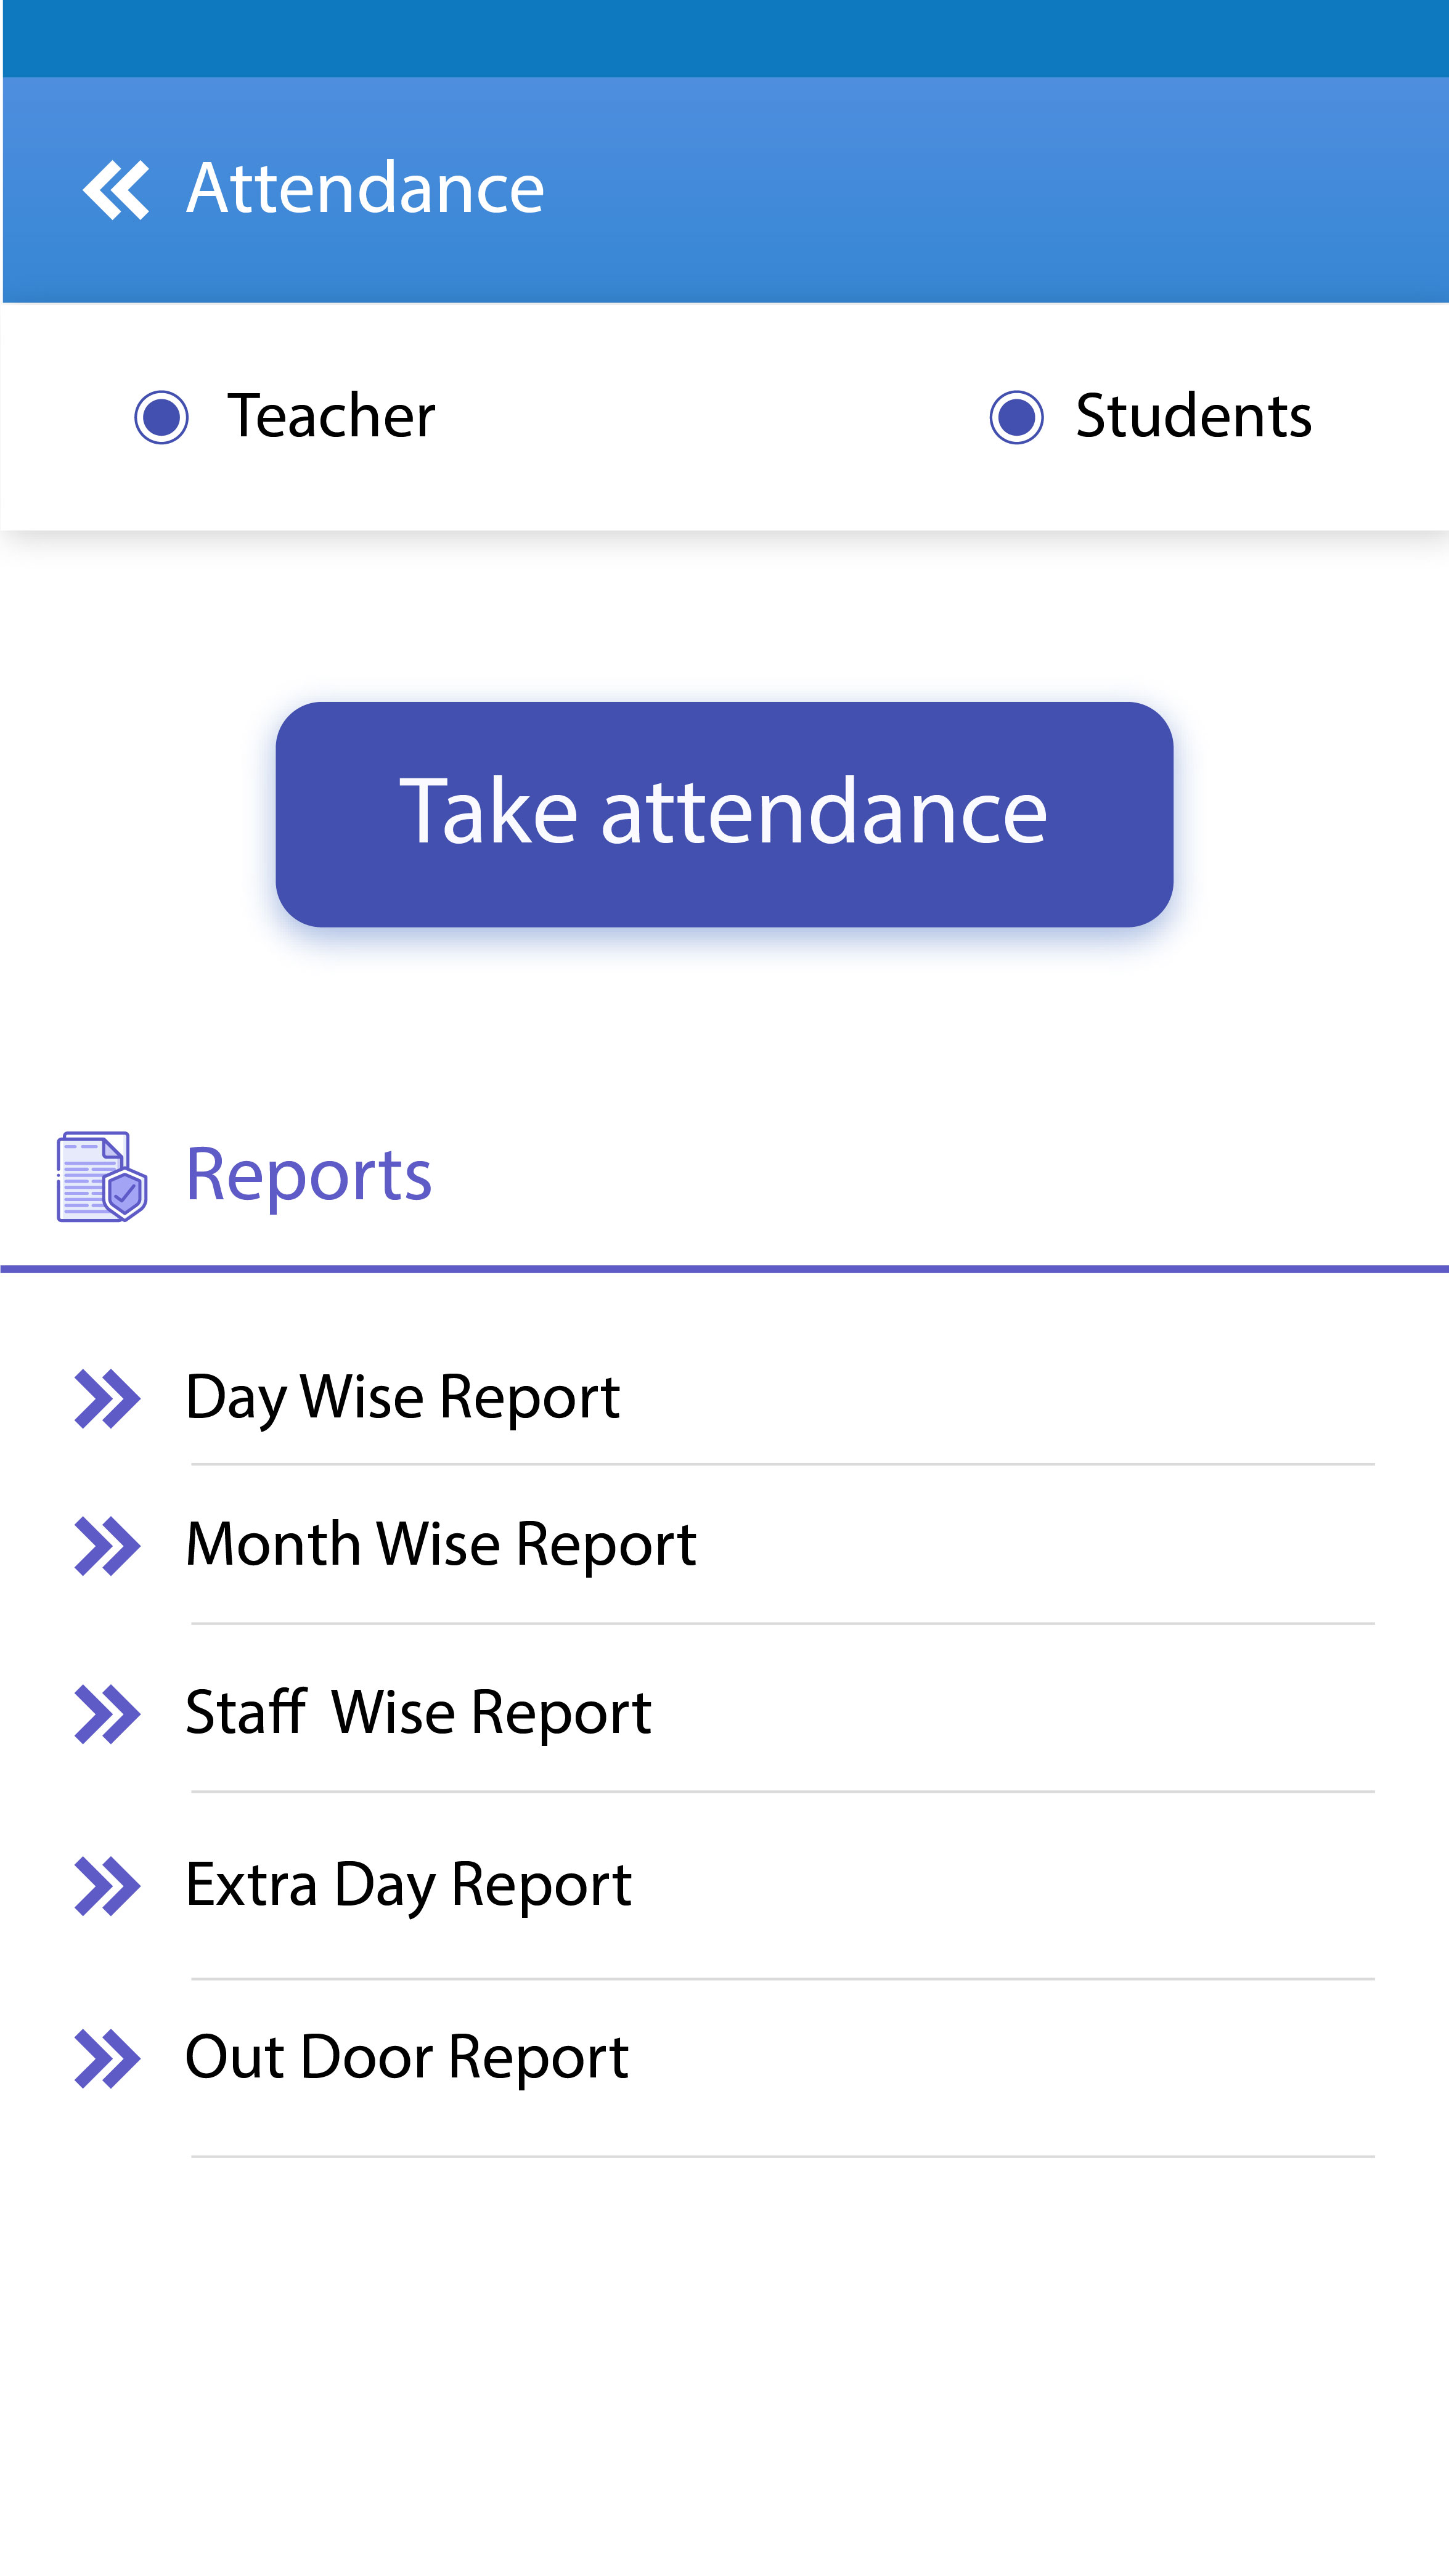 Attendance
Teacher Students
Take attendance
Reports
Day Wise Report
Month Wise Report
Staff  Wise Report
Extra Day Report
Out Door Report